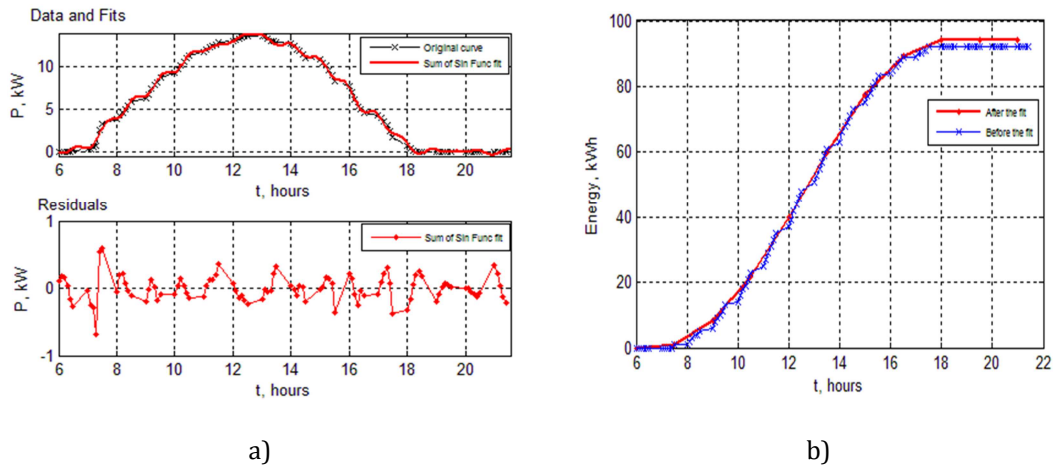 Data and Fits
P, kW
10
5
0
Original curve
Sum of Sin Func fit
6 8 10 12 14 16 18 20
t, hours
Residuals
P, kW
1
0
-1
Sum of Sin Func fit
6 8 10 12 14 16 18 20
t, hours
a)
Energy, kWh
100
80
60
40
20
0
After the fit
Before the fit
6 8 10 12 14 16 18 20 22
t, hours
b)